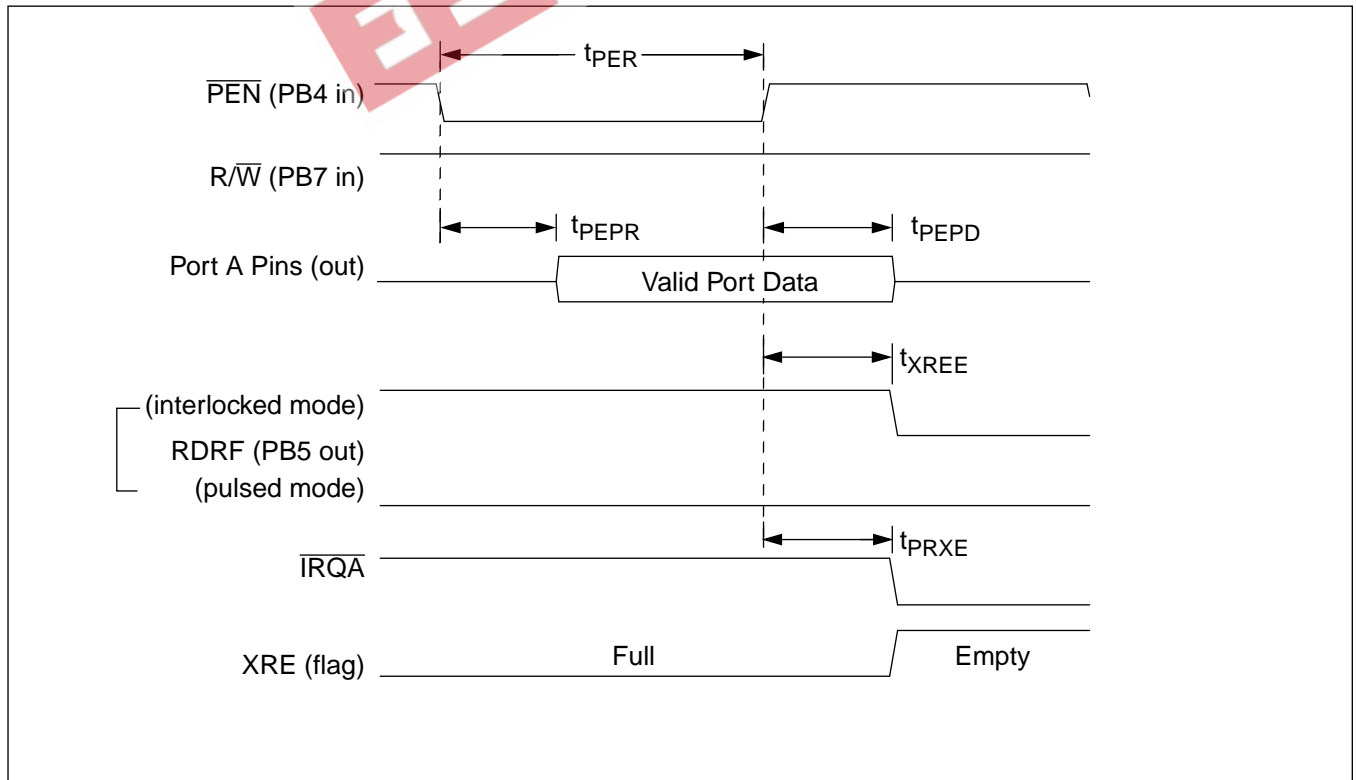 tPER
PEN (PB4 in)
R/W (PB7 in)
tPEPR
tPEPD
Port A Pins (out)
Valid Port Data
tXREE
(interlocked mode)
RDRF (PB5 out)
(pulsed mode)
tPRXE
IRQA
XRE (flag)
Full
Empty